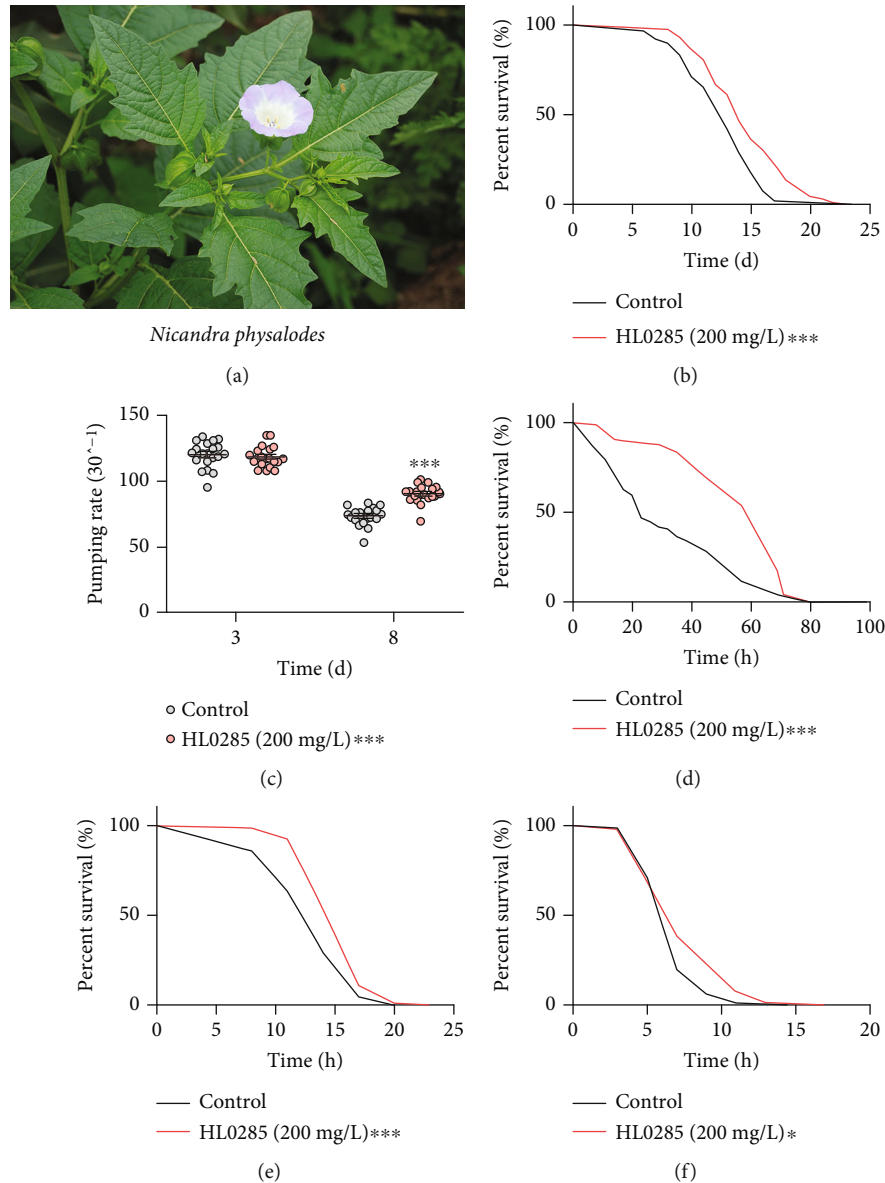 Nicandra physalodes
(a)
Percent survival (%)
100
50
0
0 5 10 15 20 25
Time (d)
Control
HL0285 (200 mg/L)∗∗∗
(b)
Pumping rate (30^−1)
150
100
50
0
∗∗∗
3 8
Time (d)
Control
HL0285 (200 mg/L)∗∗∗
(c)
Percent survival (%)
100
50
0
0 20 40 60 80 100
Time (h)
Control
HL0285 (200 mg/L)∗∗∗
(d)
Percent survival (%)
100
50
0
0 5 10 15 20 25
Time (h)
Control
HL0285 (200 mg/L)∗∗∗
(e)
Percent survival (%)
100
50
0
0 5 10 15 20
Time (h)
Control
HL0285 (200 mg/L)∗
(f)